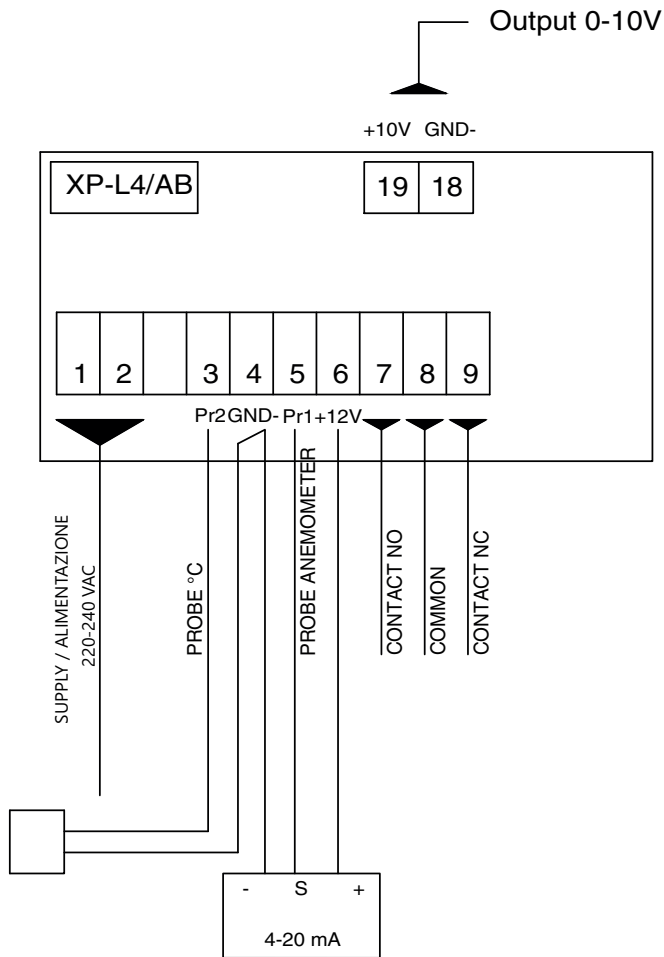 Output 0-10V
+10V GND-
XP-L4/AB
19 18
1 2 3 4 5 6 7 8 9
Pr2 GND- Pr1 +12V
SUPPLY / ALIMENTAZIONE
220-240 VAC
PROBE °C
PROBE ANEMOMETER
CONTACT NO
COMMON
CONTACT NC
- S +
4-20 mA